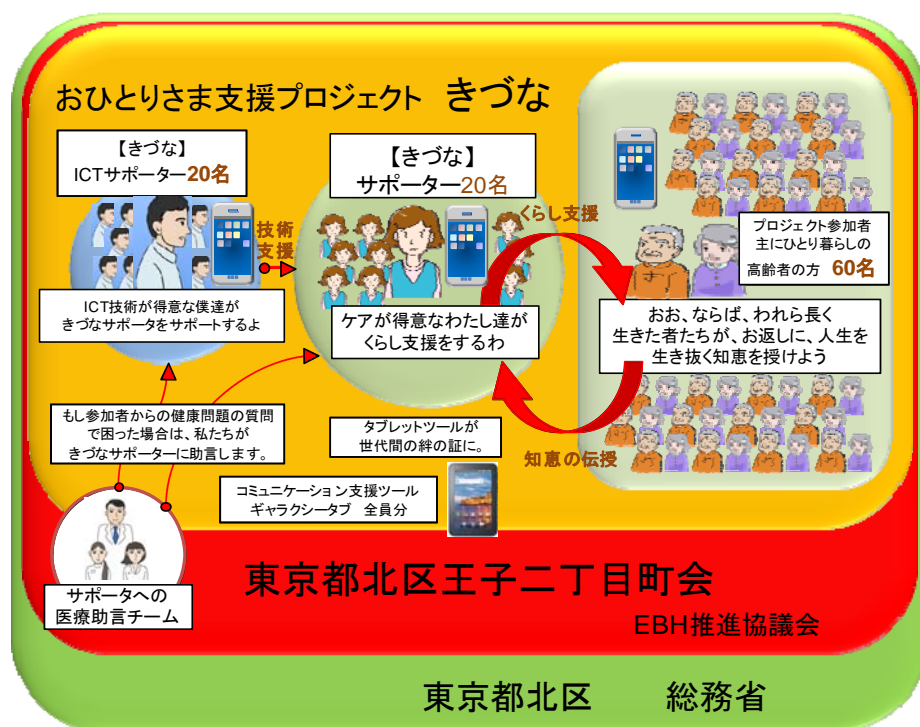 おひとりさま支援プロジェクト きづな
【きづな】
ICTサポーター20名
技術
支援
ICT技術が得意な僕達が
きづなサポータをサポートするよ
【きづな】
サポーター20名
くらし支援
ケアが得意なわたし達が
くらし支援をするわ
プロジェクト参加者
主にひとり暮らしの
高齢者の方 60名
おお、ならば、われら長く
生きた者たちが、お返しに、人生を
生き抜く知恵を授けよう
知恵の伝授
もし参加者からの健康問題の質問
で困った場合は、私たちが
きづなサポーターに助言します。
タブレットツールが
世代間の絆の証に。
コミュニケーション支援ツール
ギャラクシータブ 全員分
サポータへの
医療助言チーム
東京都北区王子二丁目町会
EBH推進協議会
東京都北区 総務省